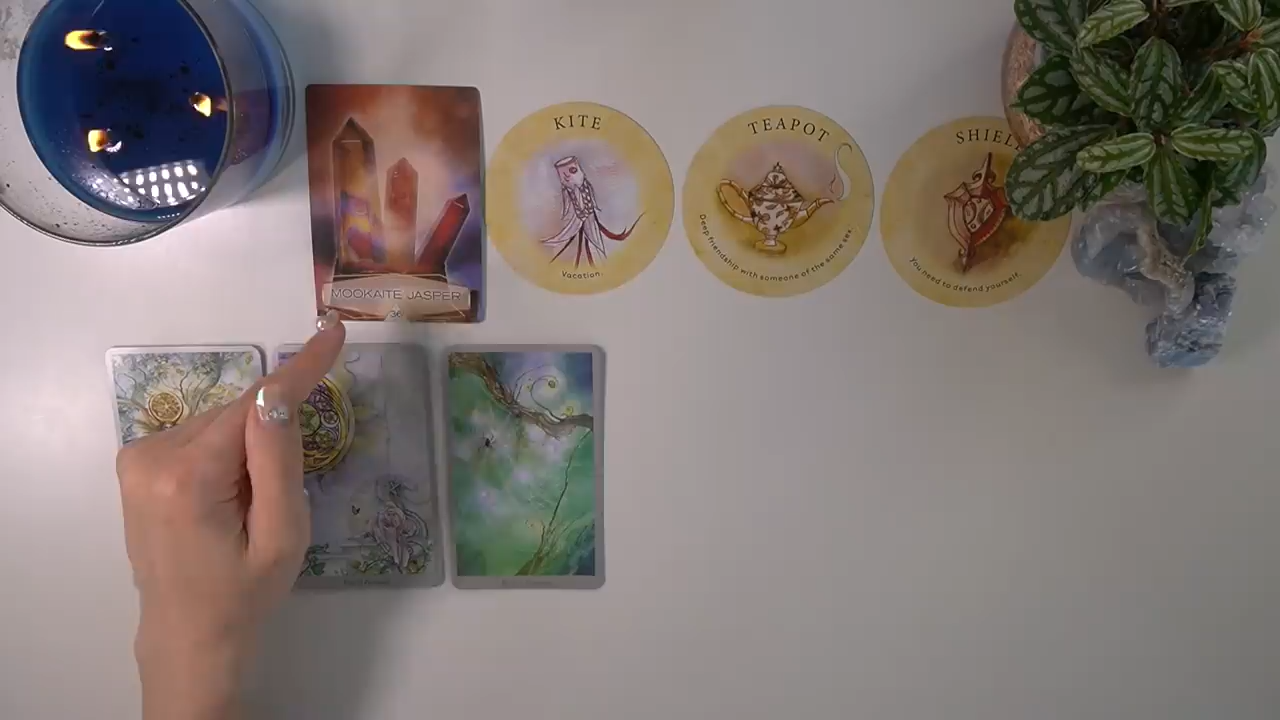 KITE
Vacation.
TEAPOT
Deep friendship with someone of the same sex.
SHIEL
You need to defend yourself.
MOOKAITE JASPER
36